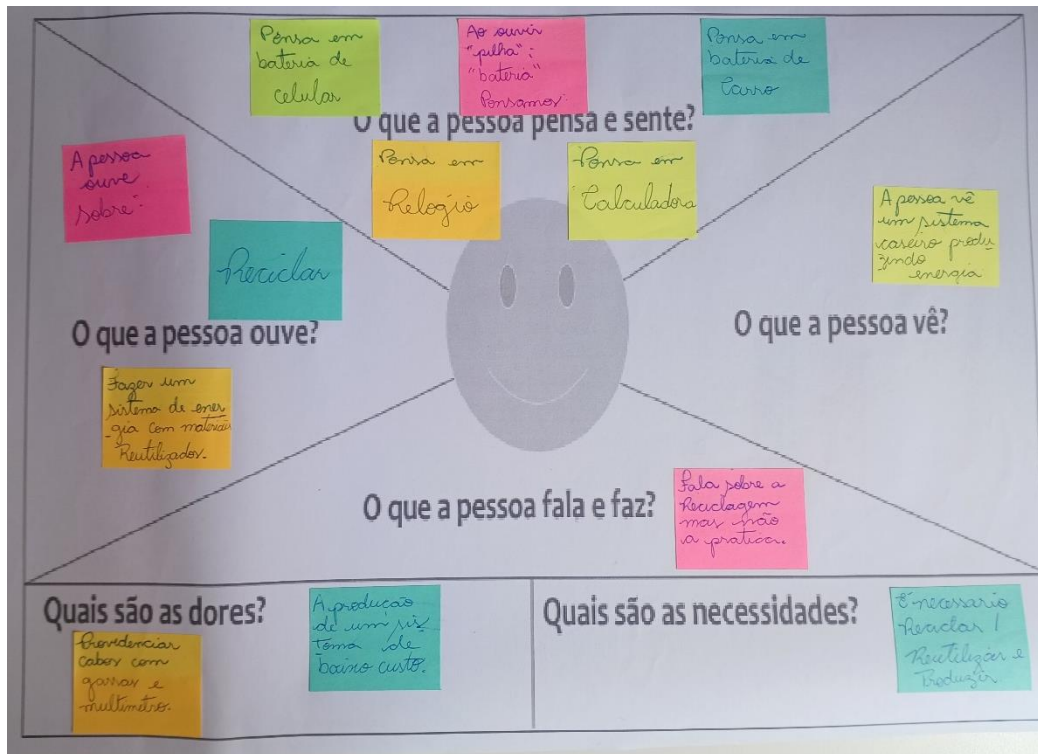 Pensa em
bateria de
celular
Ao ouvir
"pilha";
"bateria"
Pensamos
Pensa em
bateria de
Carro
O que a pessoa pensa e sente?
Pensa em
Relogio
Pensa em
Calculadora
A pessoa
ouve
sobre:
Reciclar
O que a pessoa ouve?
Fazer um
sistema de ener
-gia com materiais
Reutilizados.
A pessoa vê
um sistema
caseiro produ
zindo
energia
O que a pessoa vê?
O que a pessoa fala e faz?
Fala sobre a
Reciclagem
mas não
a pratica.
Quais são as dores?
Providenciar
cabos com
garras e
multimetro.
A produção
de um sis
tema de
baixo custo.
Quais são as necessidades?
É necessario
Reciclar /
Reutilizar e
Produzir.